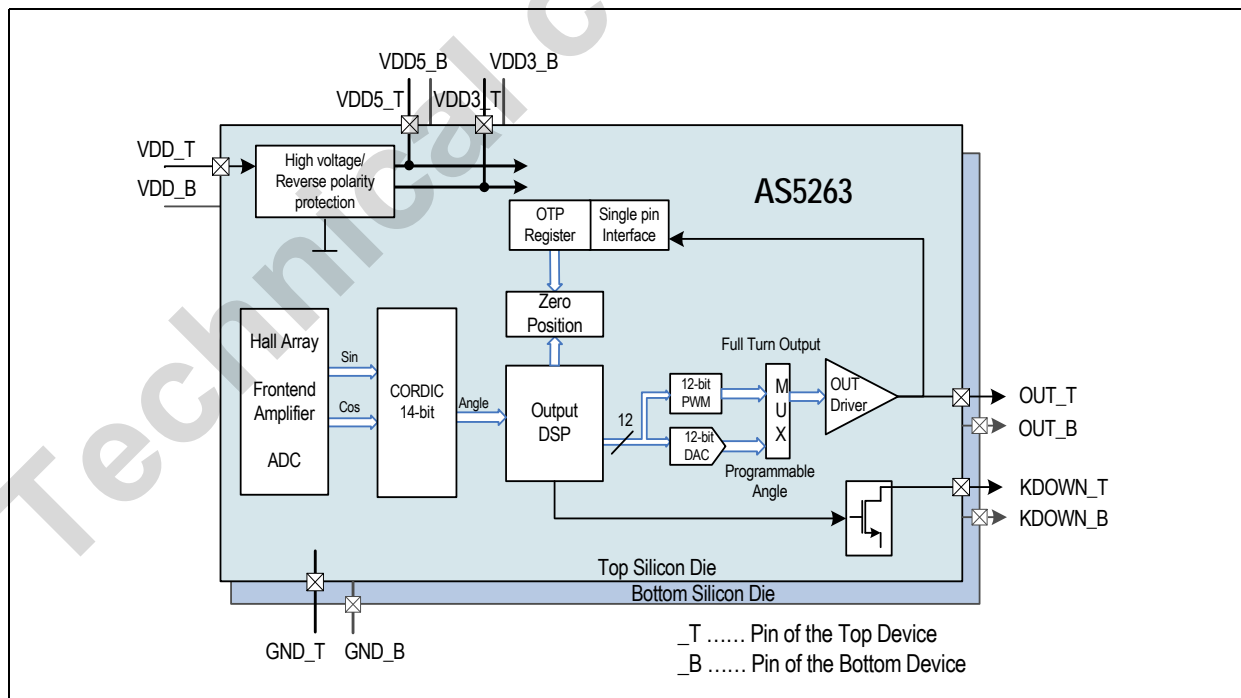 Technical c
VDD5_B VDD3_B
VDD5_T VDD3_T
VDD_T
VDD_B
High voltage/
Reverse polarity
protection
AS5263
OTP
Register
Single pin
Interface
Zero
Position
Hall Array
Frontend
Amplifier
ADC
Sin
Cos
CORDIC
14-bit
Angle
Output
DSP
12
12-bit
PWM
12-bit
DAC
Full Turn Output
M
U
X
Programmable
Angle
OUT
Driver
OUT_T
OUT_B
KDOWN_T
KDOWN_B
Top Silicon Die
Bottom Silicon Die
GND_T
GND_B
_T …… Pin of the Top Device
_B …… Pin of the Bottom Device